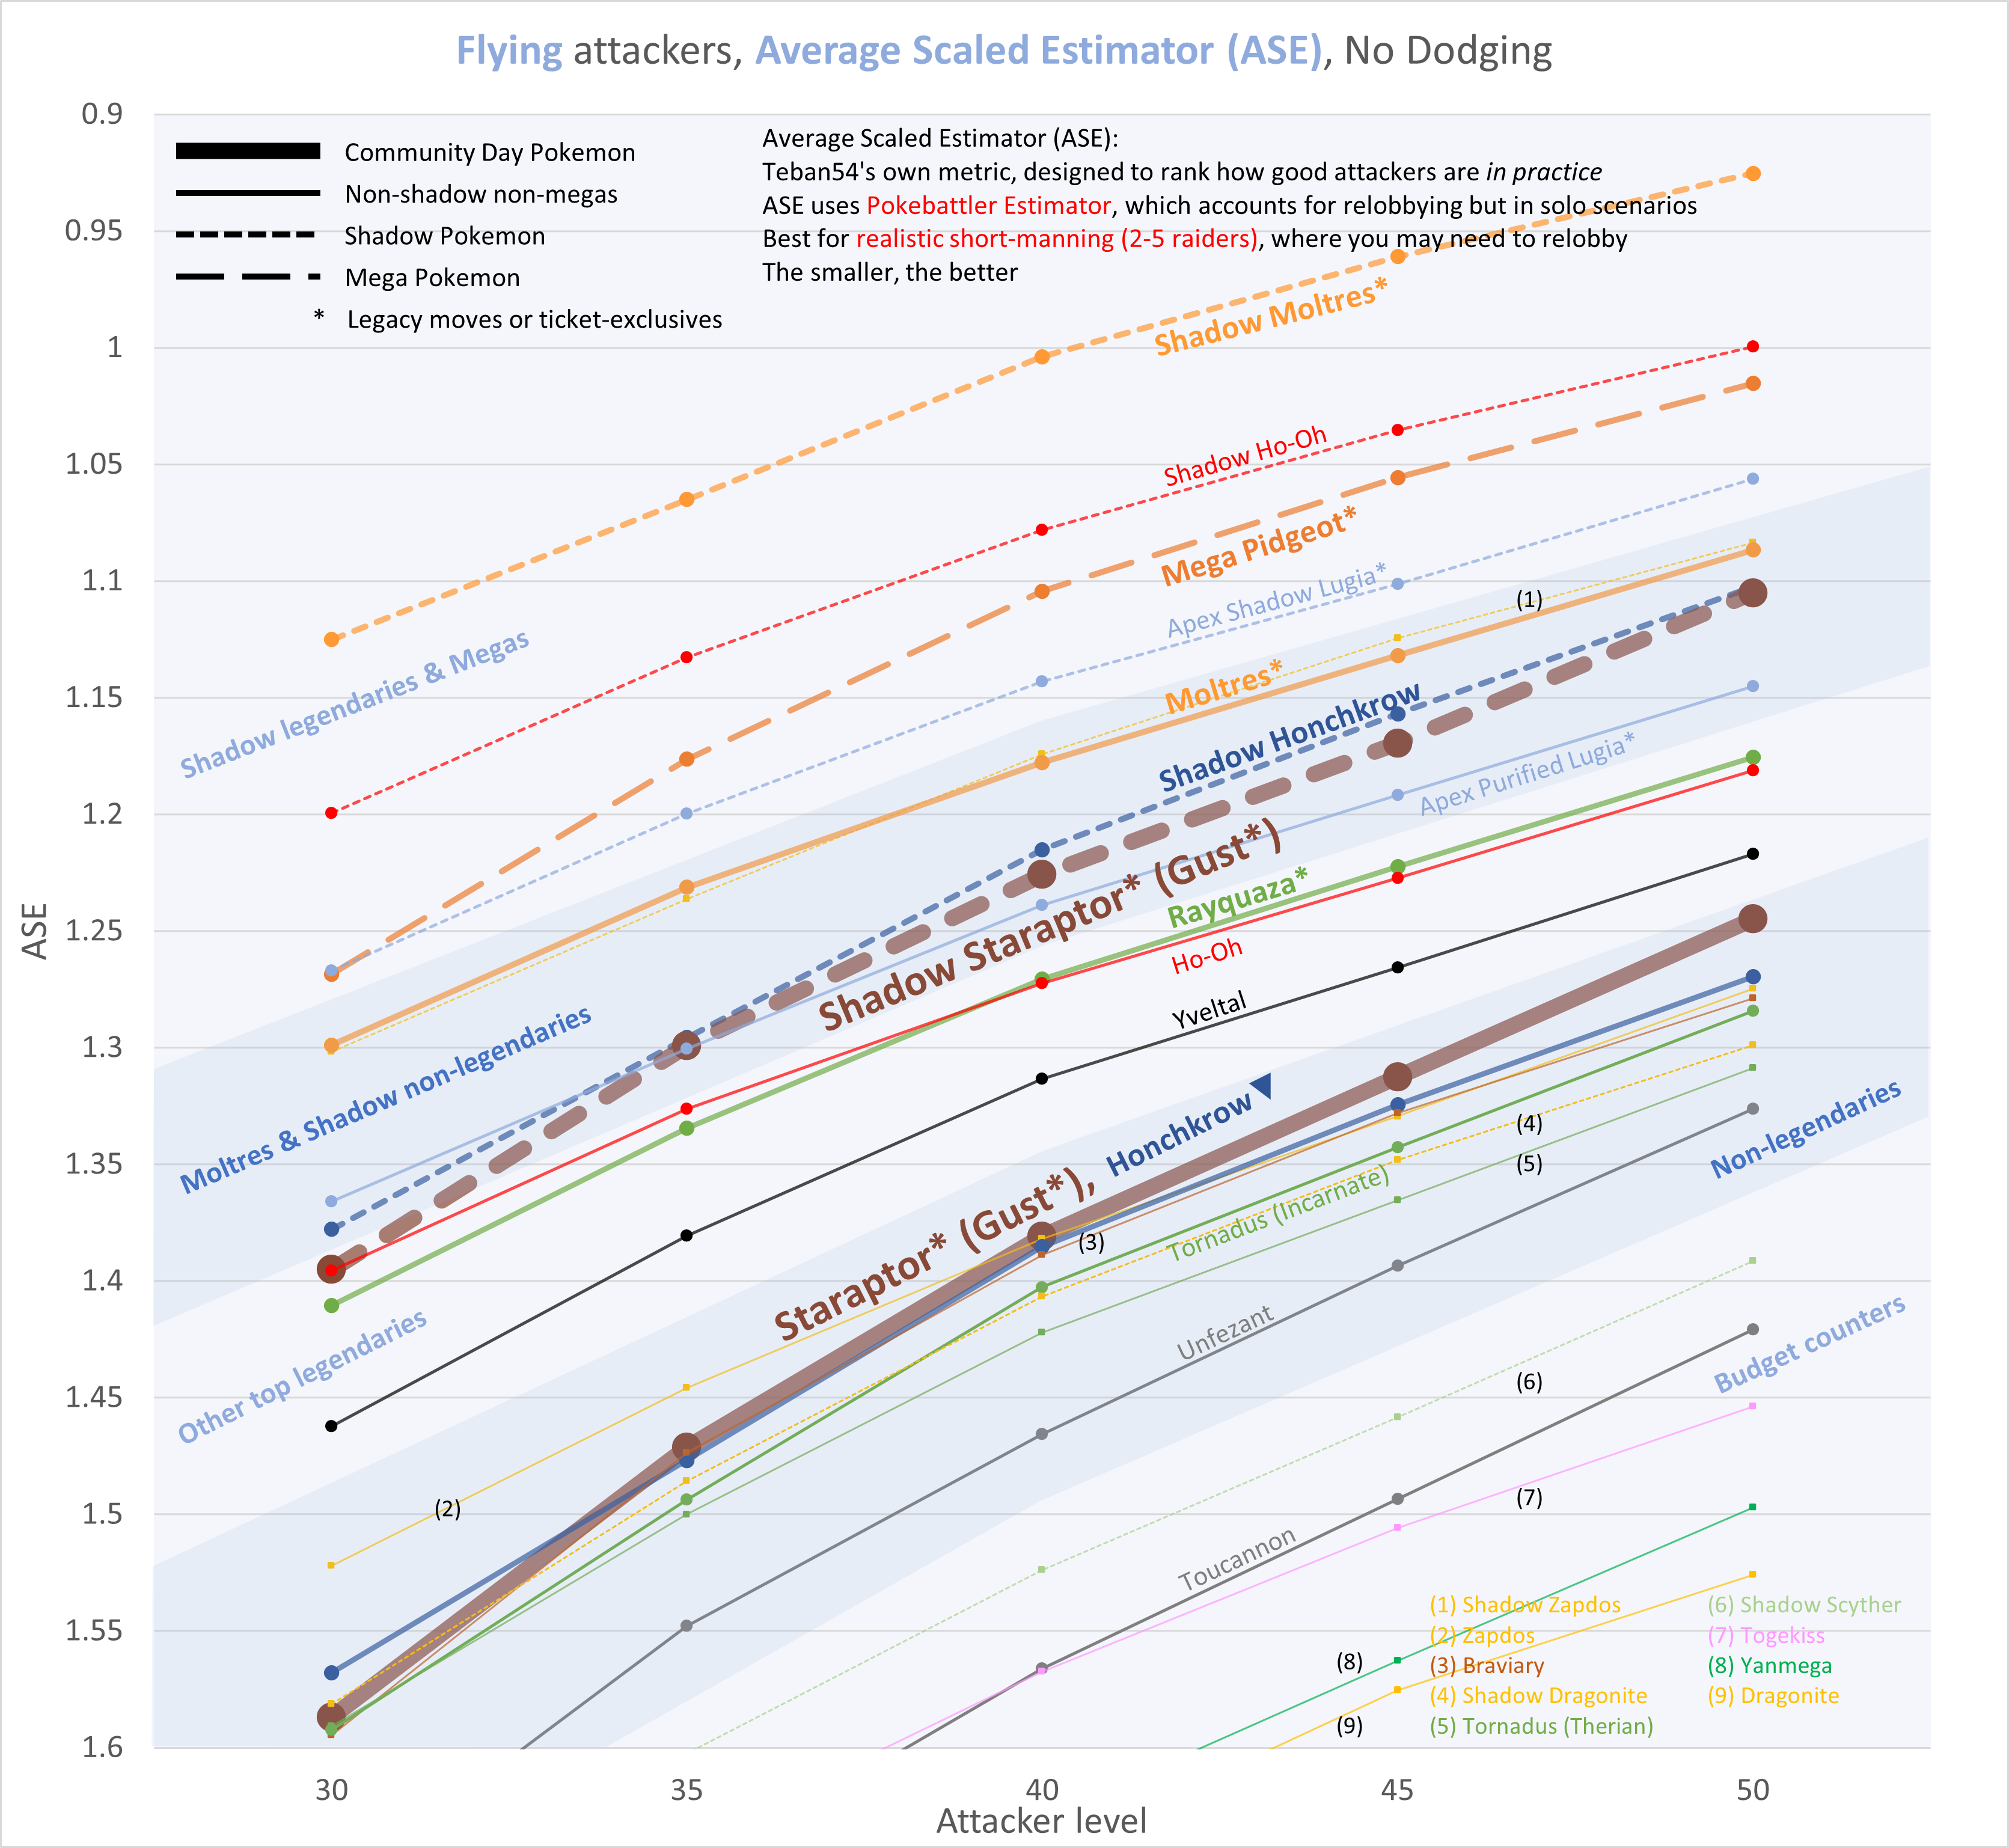 Flying attackers, Average Scaled Estimator (ASE), No Dodging
0.9
0.95
1
1.05
1.1
1.15
1.2
1.25
1.3
1.35
1.4
1.45
1.5
1.55
1.6
ASE
Community Day Pokemon
Non-shadow non-megas
Shadow Pokemon
Mega Pokemon
* Legacy moves or ticket-exclusives
Average Scaled Estimator (ASE):
Teban54's own metric, designed to rank how good attackers are in practice
ASE uses Pokebattler Estimator, which accounts for relobbying but in solo scenarios
Best for realistic short-manning (2-5 raiders), where you may need to relobby
The smaller, the better
Shadow Moltres*
Shadow Ho-Oh
Mega Pidgeot*
Apex Shadow Lugia*
(1)
Shadow legendaries & Megas
Moltres*
Shadow Honchkrow
Apex Purified Lugia*
Shadow Staraptor* (Gust*)
Rayquaza*
Ho-Oh
Yveltal
Moltres & Shadow non-legendaries
Staraptor* (Gust*), Honchkrow
(3)
(4)
(5)
Tornadus (Incarnate)
Non-legendaries
Unfezant
Other top legendaries
(6)
Budget counters
(2)
(7)
Toucannon
(8)
(9)
(1) Shadow Zapdos
(2) Zapdos
(3) Braviary
(4) Shadow Dragonite
(5) Tornadus (Therian)
(6) Shadow Scyther
(7) Togekiss
(8) Yanmega
(9) Dragonite
30
35
40
45
50
Attacker level